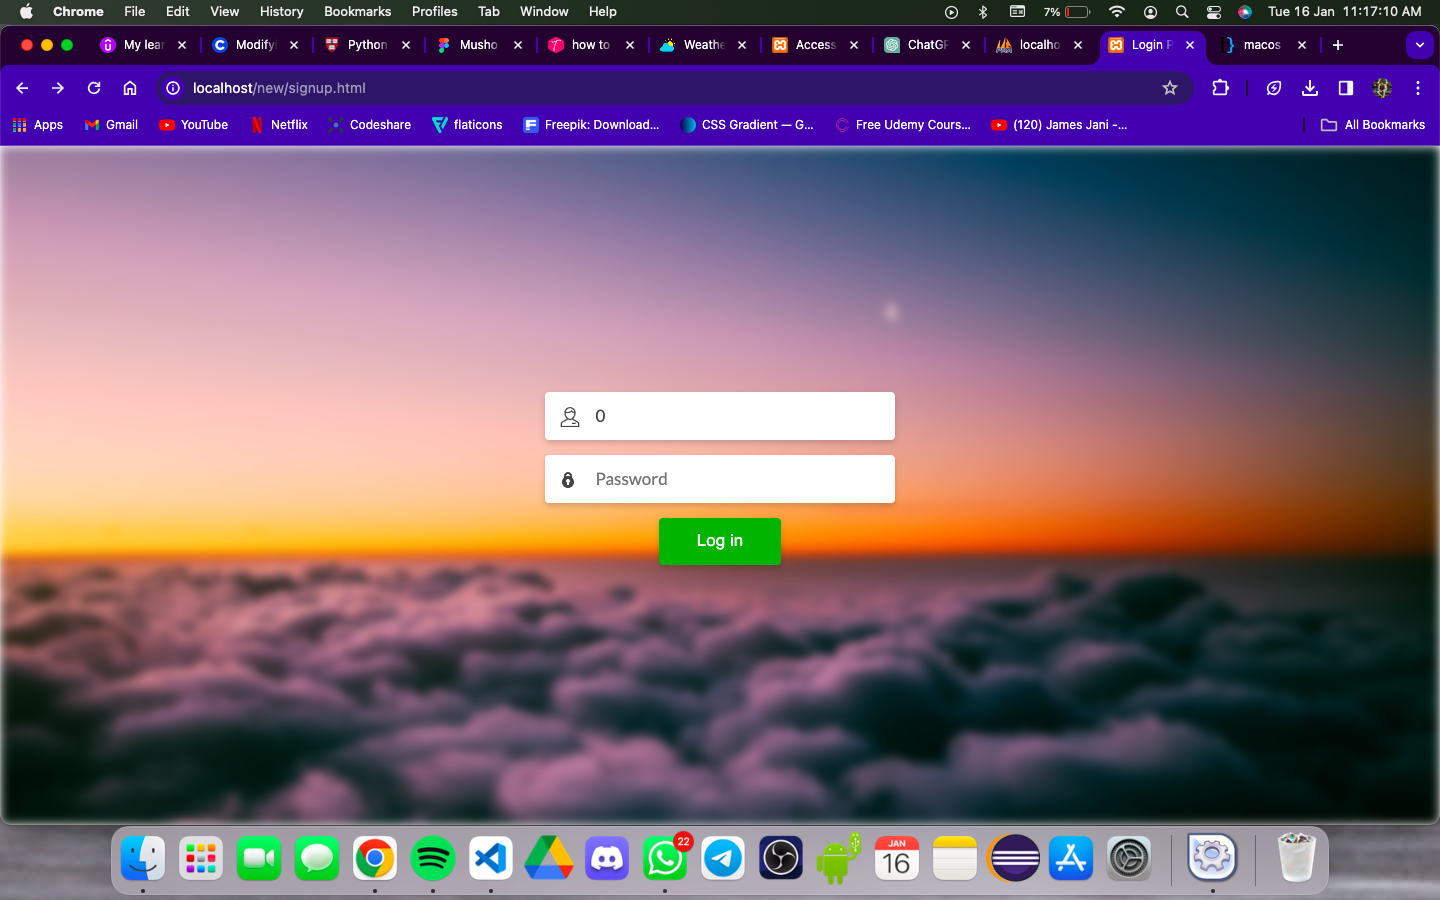 Chrome File Edit View History Bookmarks Profiles Tab Window Help 7% Tue 16 Jan 11:17:10 AM
My lear Modify Python Musho how to Weathe Access ChatGP localho Login P macos
localhost/new/signup.html
Apps Gmail YouTube Netflix Codeshare flaticons Freepik: Download... CSS Gradient — G... Free Udemy Cours... (120) James Jani -... All Bookmarks
0
Password
Log in
22
JAN
16